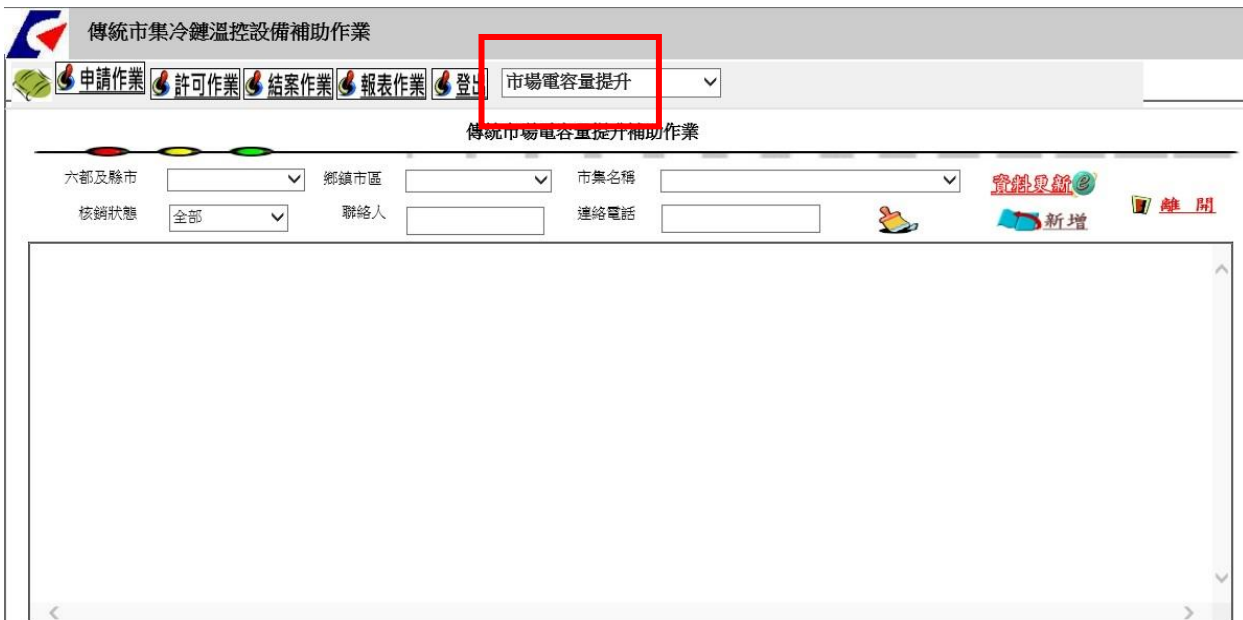 傳統市集冷鏈溫控設備補助作業
申請作業 許可作業 結案作業 報表作業 登出 市場電容量提升
傳統市場電容量提升補助作業
六都及縣市 鄉鎮市區 市集名稱 資料更新
核銷狀態 全部 聯絡人 連絡電話 新增 離 開